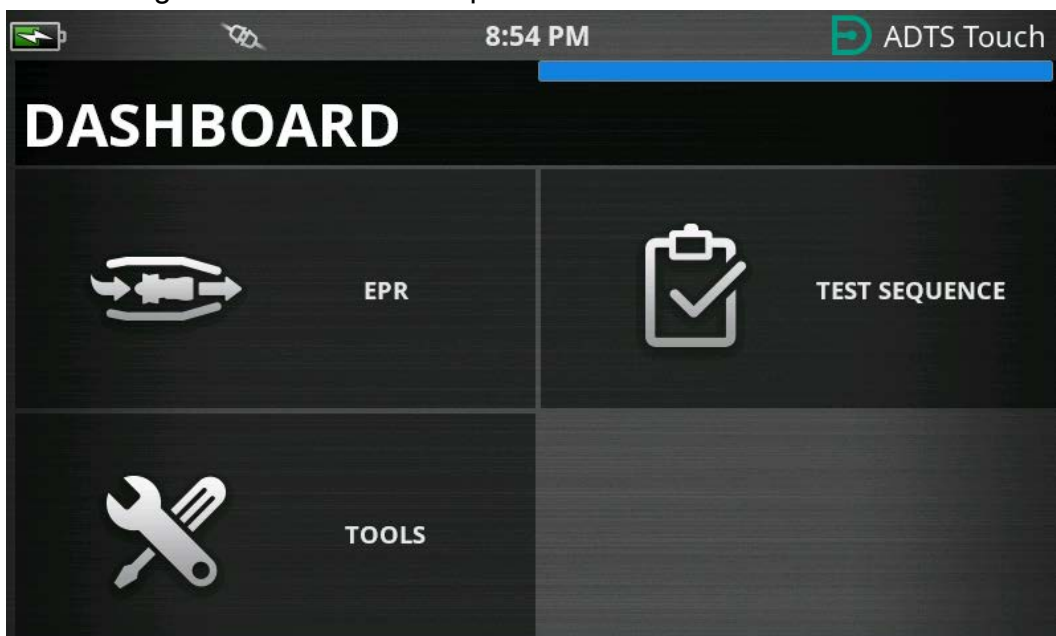 8:54 PM
ADTS Touch
DASHBOARD
EPR
TEST SEQUENCE
TOOLS